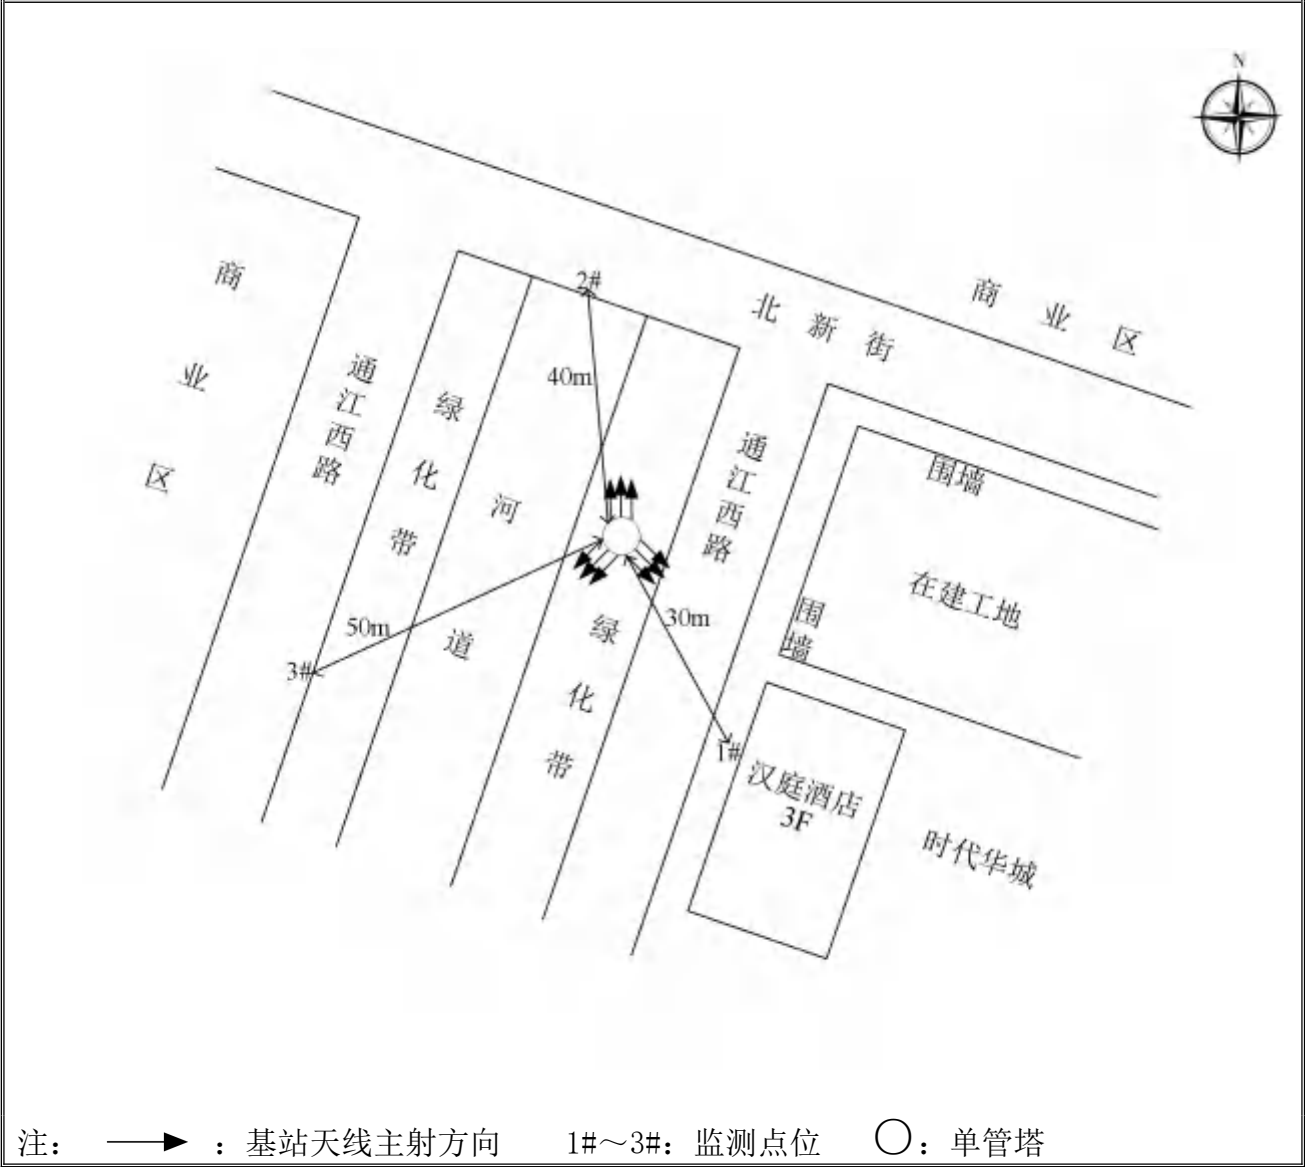 N
商业区
商业区
北新街
2#
40m
通江西路
绿化带
河道
通江西路
围墙
围墙
在建工地
50m
3#
30m
绿化带
1#
汉庭酒店
3F
时代华城
注： ：基站天线主射方向 1#～3#：监测点位 ：单管塔